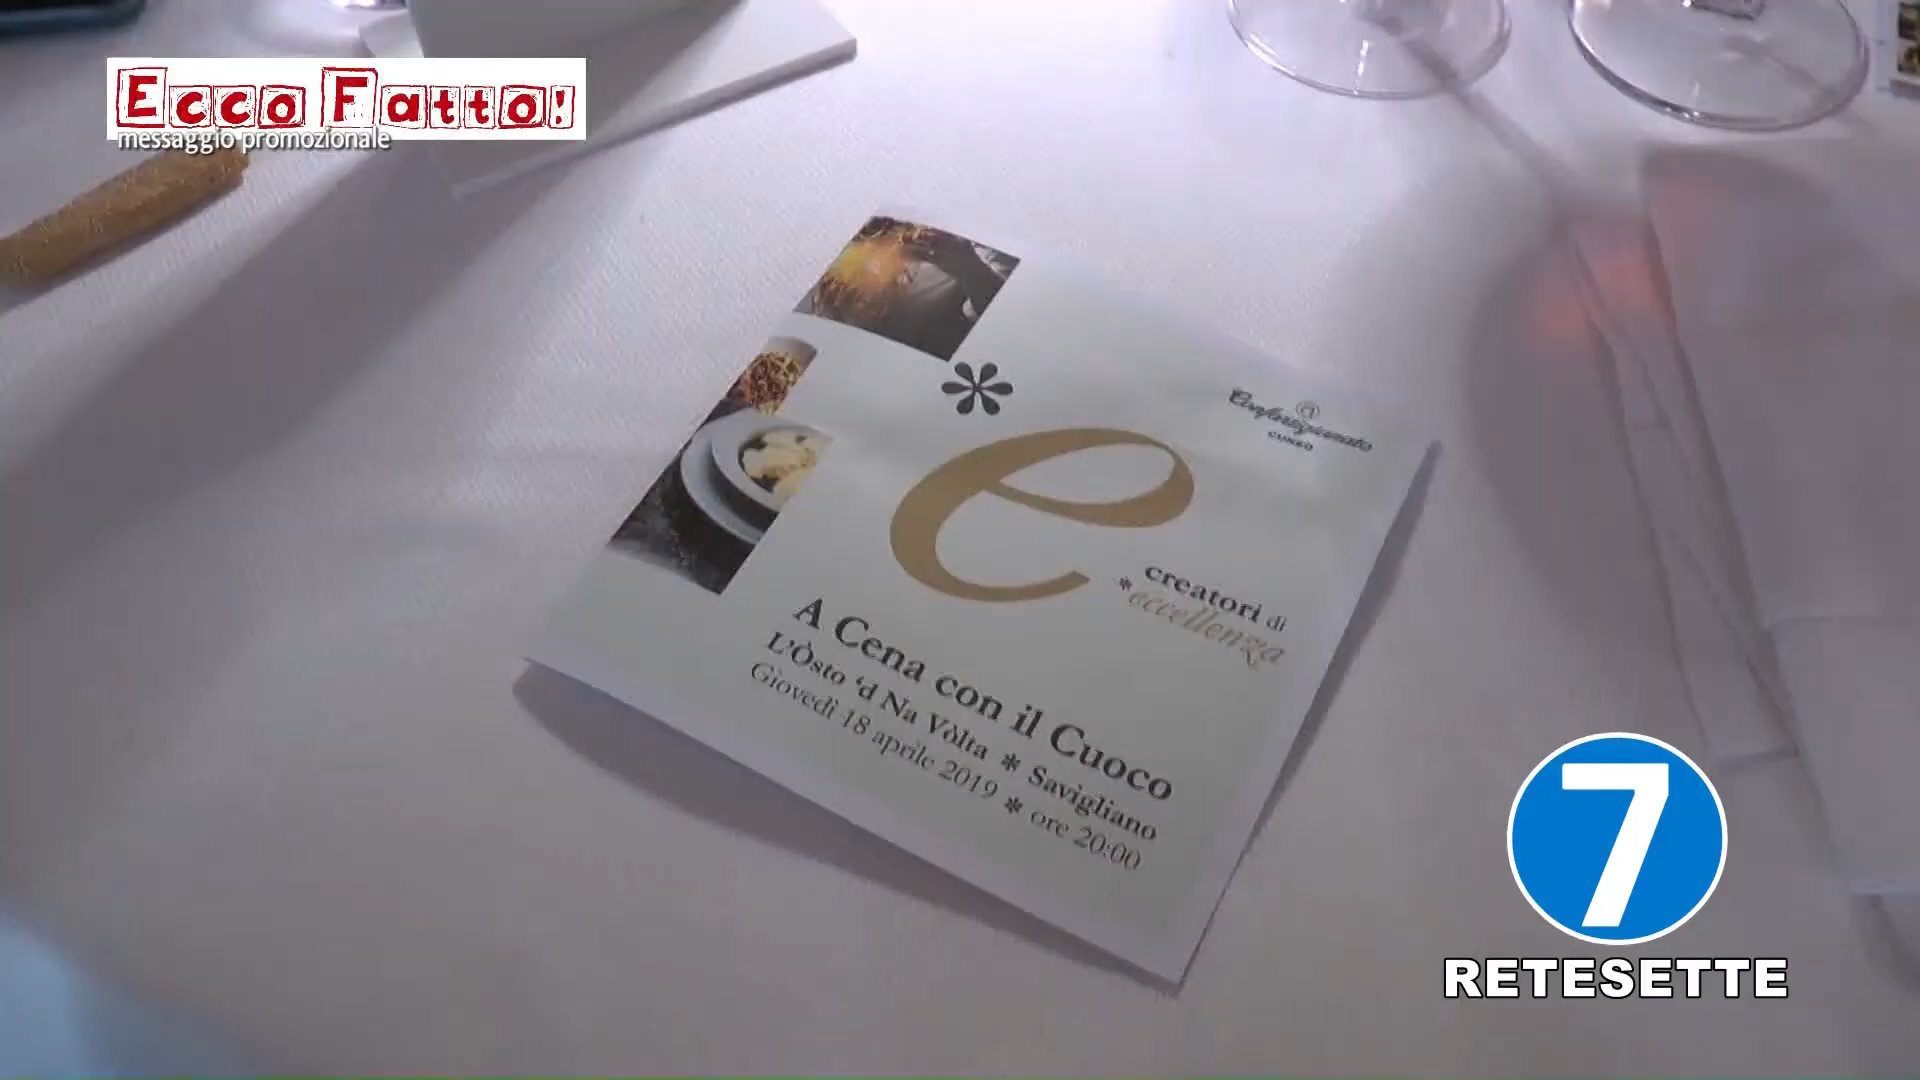 Ecco Fatto!
messaggio promozionale
Confartigianato
CUNEO
e
creatori di
*eccellenza
A Cena con il Cuoco
L'Òsto 'd Na Vòlta * Savigliano
Giovedì 18 aprile 2019 * ore 20:00
7
RETESETTE